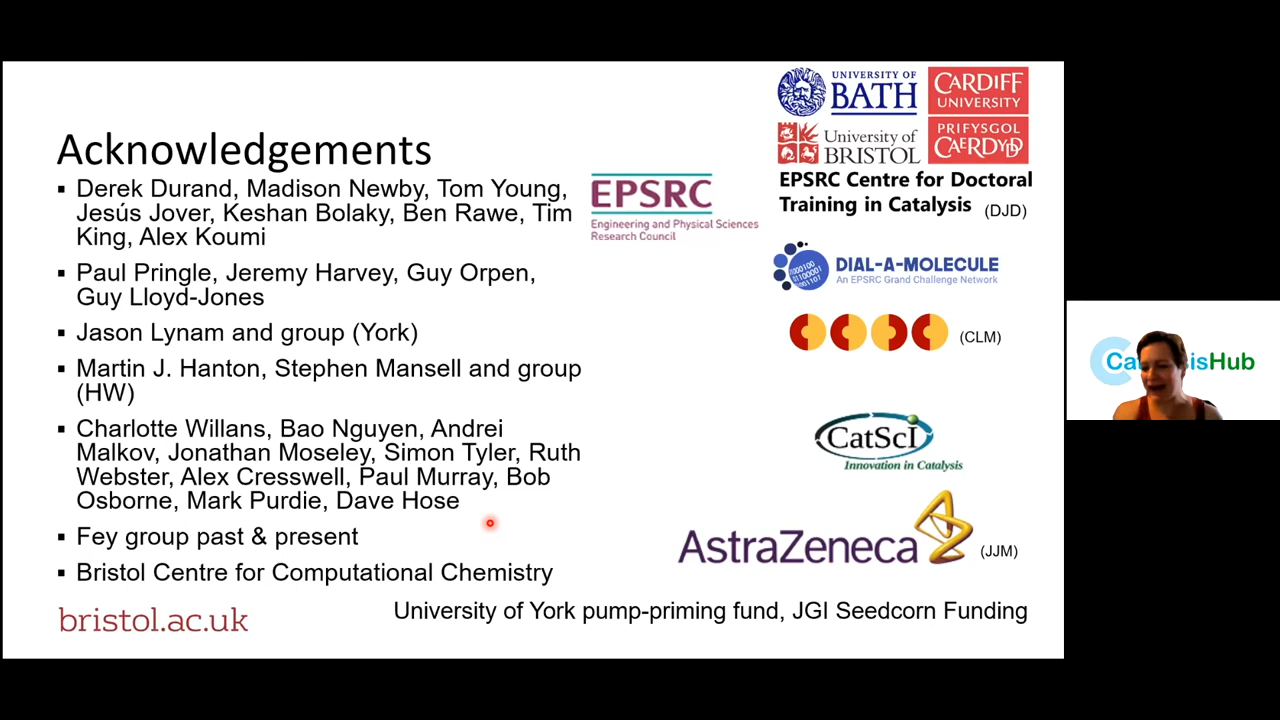 Acknowledgements
▪ Derek Durand, Madison Newby, Tom Young,
Jesús Jover, Keshan Bolaky, Ben Rawe, Tim
King, Alex Koumi
▪ Paul Pringle, Jeremy Harvey, Guy Orpen,
Guy Lloyd-Jones
▪ Jason Lynam and group (York)
▪ Martin J. Hanton, Stephen Mansell and group
(HW)
▪ Charlotte Willans, Bao Nguyen, Andrei
Malkov, Jonathan Moseley, Simon Tyler, Ruth
Webster, Alex Cresswell, Paul Murray, Bob
Osborne, Mark Purdie, Dave Hose
▪ Fey group past & present
▪ Bristol Centre for Computational Chemistry
bristol.ac.uk
EPSRC
Engineering and Physical Sciences
Research Council
UNIVERSITY OF
BATH
CARDIFF
UNIVERSITY
PRIFYSGOL
CAERDYDD
University of
BRISTOL
EPSRC Centre for Doctoral
Training in Catalysis (DJD)
DIAL-A-MOLECULE
An EPSRC Grand Challenge Network
(CLM)
CatScI
Innovation in Catalysis
AstraZeneca (JJM)
University of York pump-priming fund, JGI Seedcorn Funding